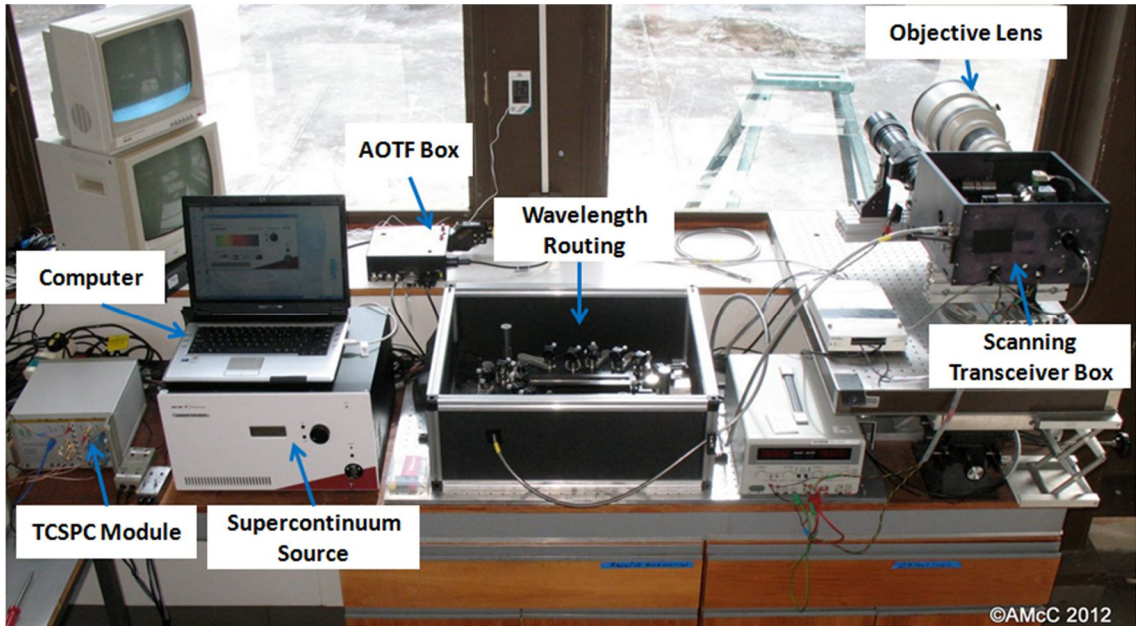 Objective Lens
AOTF Box
Wavelength
Routing
Computer
Scanning
Transceiver Box
TCSPC Module
Supercontinuum
Source
©AMcC 2012